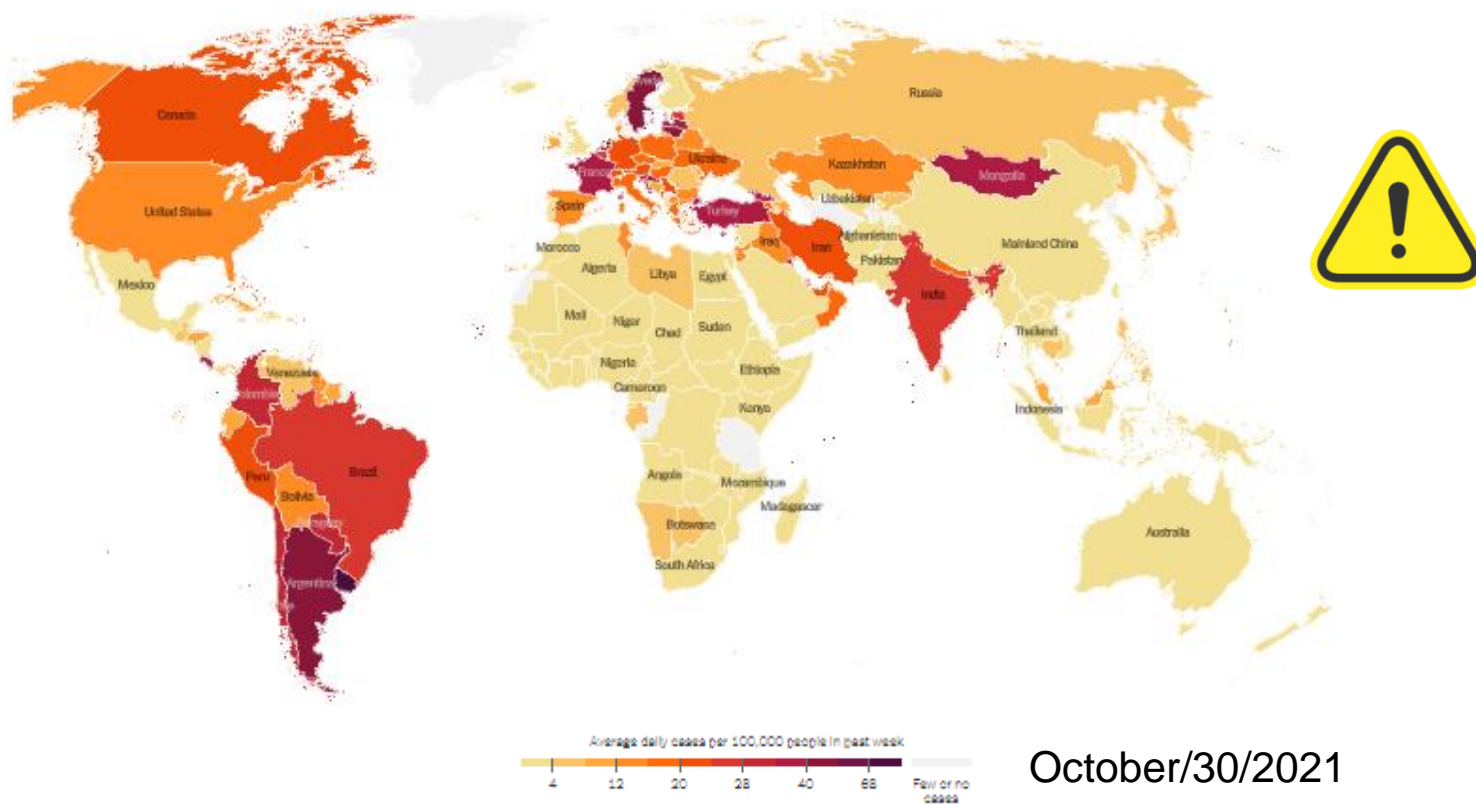 Canada
United States
Mexico
Venezuela
Colombia
Peru
Brazil
Bolivia
Paraguay
Argentina
Sweden
Russia
France
Ukraine
Spain
Kazakhstan
Mongolia
Uzbekistan
Turkey
Iraq
Iran
Afghanistan
Pakistan
Mainland China
India
Thailand
Indonesia
Morocco
Algeria
Libya
Egypt
Mali
Niger
Chad
Sudan
Nigeria
Ethiopia
Cameroon
Kenya
Angola
Mozambique
Madagascar
Botswana
South Africa
Australia
!
Average daily cases per 100,000 people in past week
4 12 20 28 40 68
Few or no
cases
October/30/2021